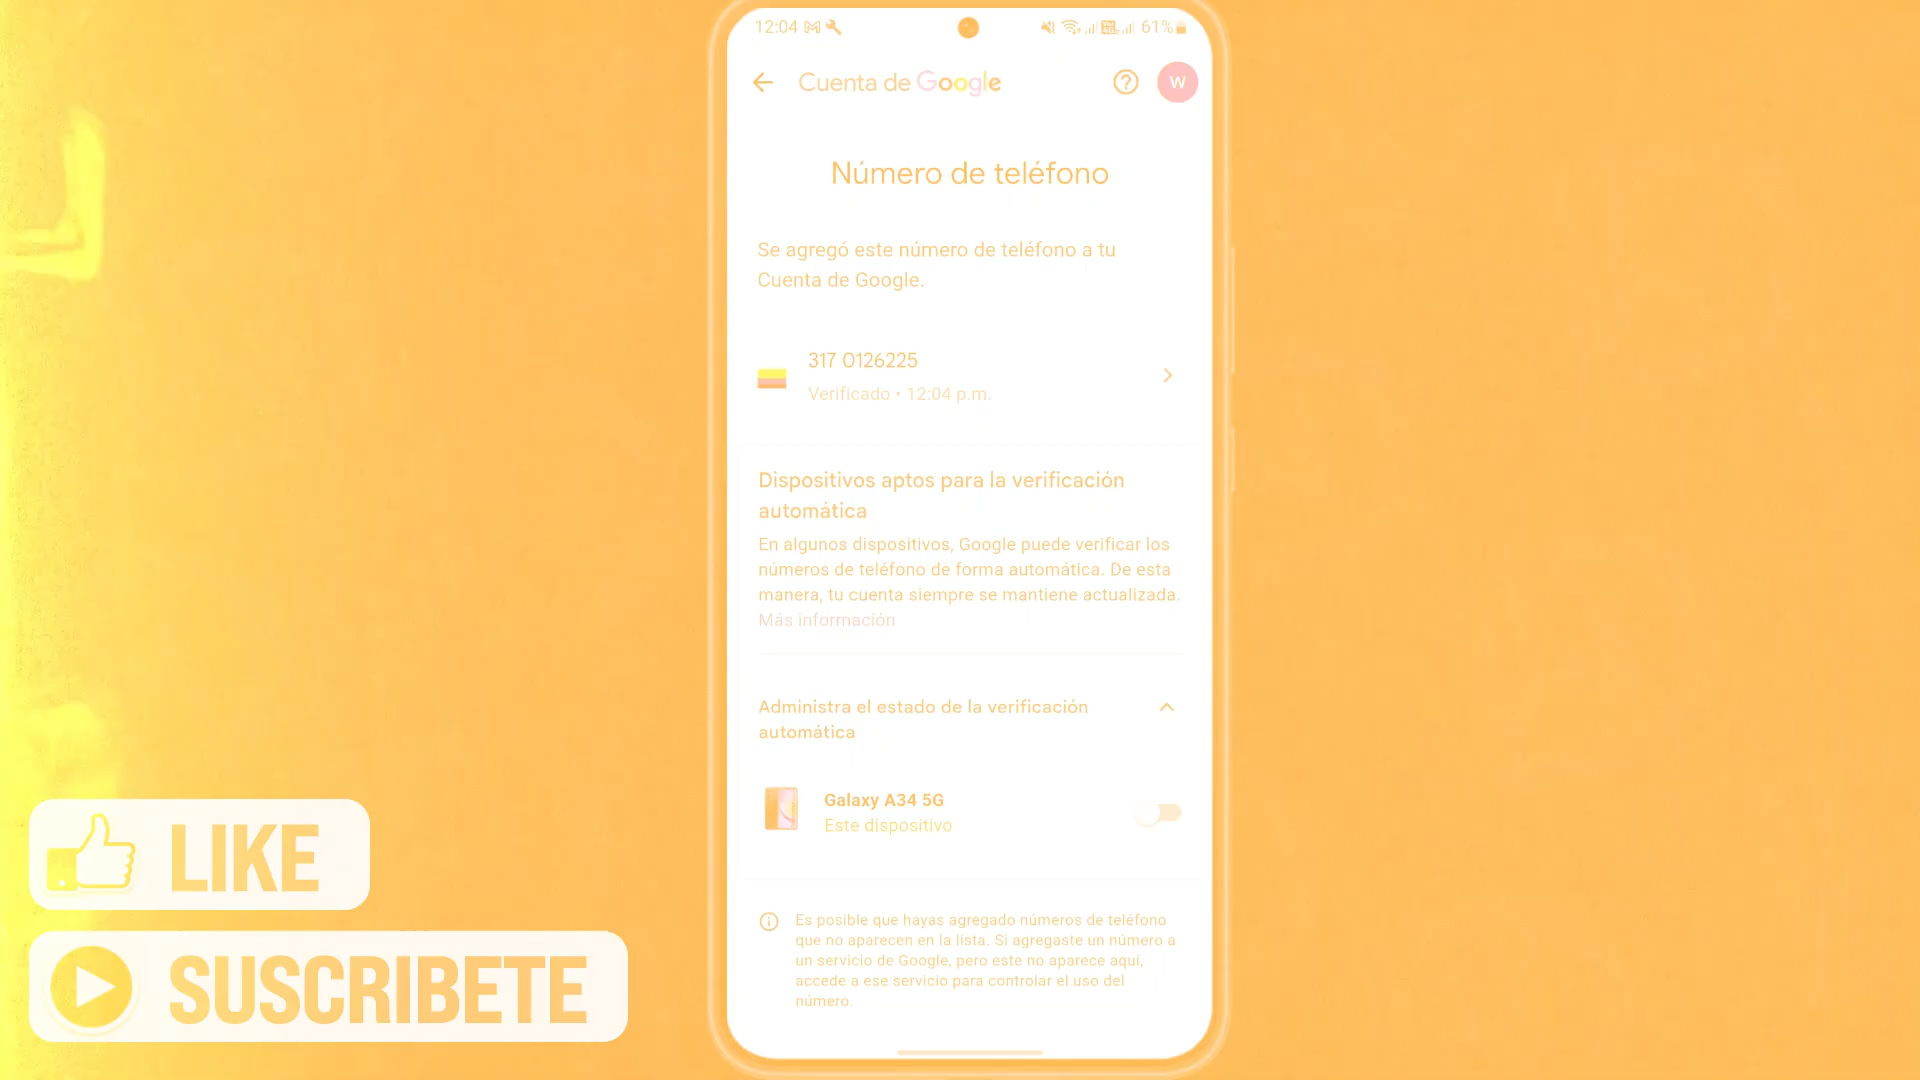 12:04
61%
Cuenta de Google
W
Número de teléfono
Se agregó este número de teléfono a tu
Cuenta de Google.
317 0126225
Verificado • 12:04 p.m.
Dispositivos aptos para la verificación
automática
En algunos dispositivos, Google puede verificar los
números de teléfono de forma automática. De esta
manera, tu cuenta siempre se mantiene actualizada.
Más información
Administra el estado de la verificación
automática
Galaxy A34 5G
Este dispositivo
Es posible que hayas agregado números de teléfono
que no aparecen en la lista. Si agregaste un número a
un servicio de Google, pero este no aparece aquí,
accede a ese servicio para controlar el uso del
número.
LIKE
SUSCRIBETE